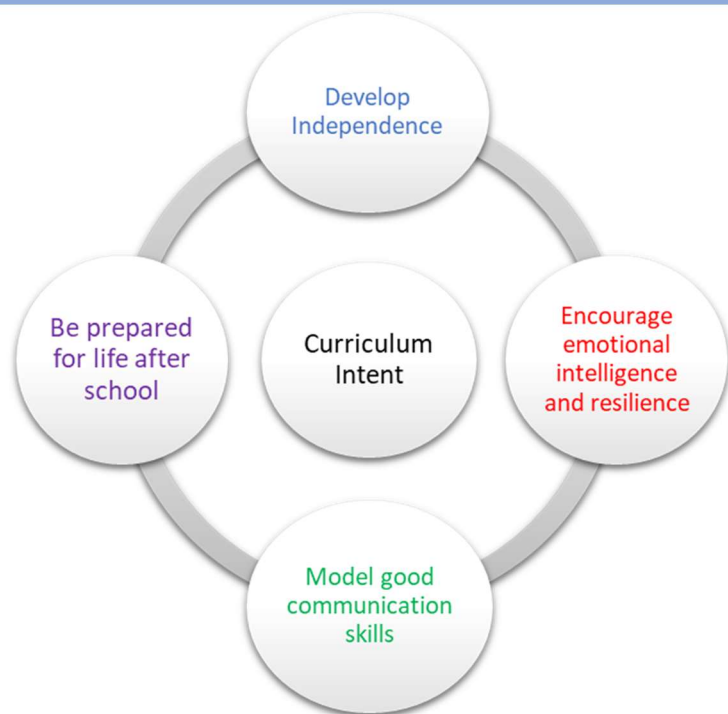 Develop
Independence
Encourage
emotional
intelligence
and resilience
Model good
communication
skills
Be prepared
for life after
school
Curriculum
Intent